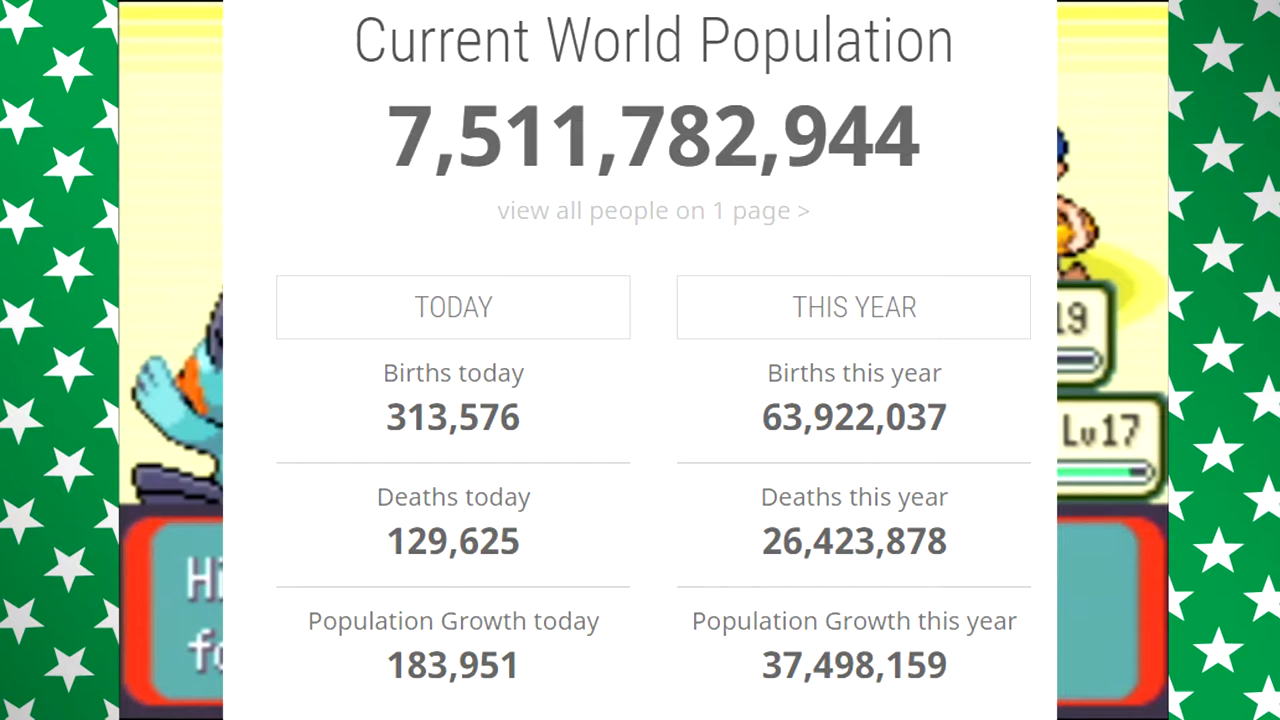 Current World Population
7,511,782,944
view all people on 1 page >
TODAY
THIS YEAR
Births today
313,576
Births this year
63,922,037
Deaths today
129,625
Deaths this year
26,423,878
Population Growth today
183,951
Population Growth this year
37,498,159
19
Lv17